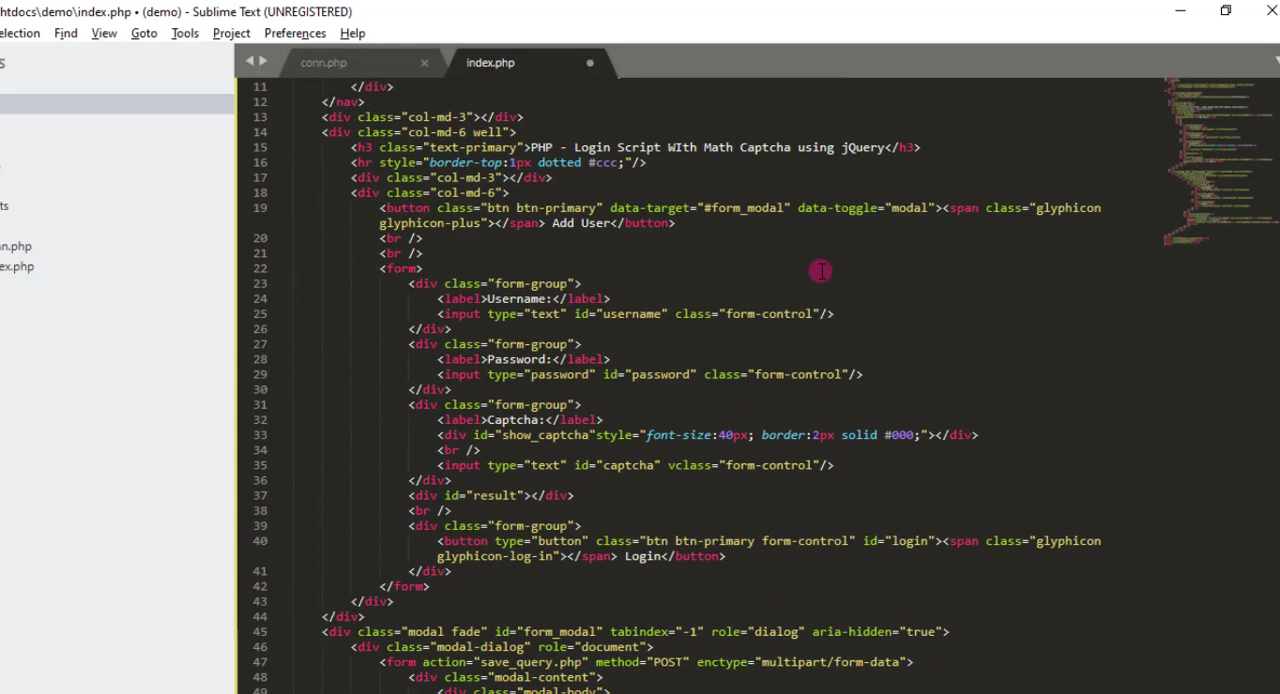 htdocs\demo\index.php • (demo) - Sublime Text (UNREGISTERED)
election Find View Goto Tools Project Preferences Help
S
conn.php × index.php
ts
n.php
ex.php
11 </div>
12 </nav>
13 <div class="col-md-3"></div>
14 <div class="col-md-6 well">
15 <h3 class="text-primary">PHP - Login Script WIth Math Captcha using jQuery</h3>
16 <hr style="border-top:1px dotted #ccc;"/>
17 <div class="col-md-3"></div>
18 <div class="col-md-6">
19 <button class="btn btn-primary" data-target="#form_modal" data-toggle="modal"><span class="glyphicon
glyphicon-plus"></span> Add User</button>
20 <br />
21 <br />
22 <form>
23 <div class="form-group">
24 <label>Username:</label>
25 <input type="text" id="username" class="form-control"/>
26 </div>
27 <div class="form-group">
28 <label>Password:</label>
29 <input type="password" id="password" class="form-control"/>
30 </div>
31 <div class="form-group">
32 <label>Captcha:</label>
33 <div id="show_captcha"style="font-size:40px; border:2px solid #000;"></div>
34 <br />
35 <input type="text" id="captcha" vclass="form-control"/>
36 </div>
37 <div id="result"></div>
38 <br />
39 <div class="form-group">
40 <button type="button" class="btn btn-primary form-control" id="login"><span class="glyphicon
glyphicon-log-in"></span> Login</button>
41 </div>
42 </form>
43 </div>
44 </div>
45 <div class="modal fade" id="form_modal" tabindex="-1" role="dialog" aria-hidden="true">
46 <div class="modal-dialog" role="document">
47 <form action="save_query.php" method="POST" enctype="multipart/form-data">
48 <div class="modal-content">
49 <div class="modal-body">